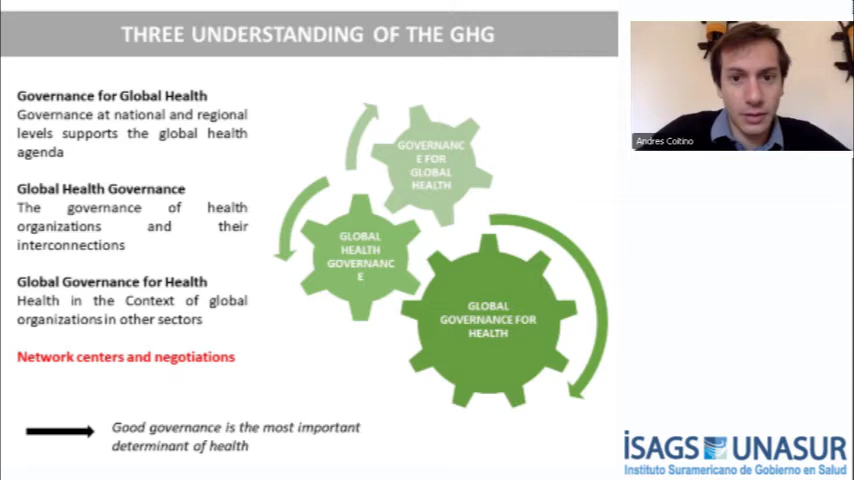 THREE UNDERSTANDING OF THE GHG
Governance for Global Health
Governance at national and regional
levels supports the global health
agenda
Global Health Governance
The governance of health
organizations and their
interconnections
Global Governance for Health
Health in the Context of global
organizations in other sectors
Network centers and negotiations
Good governance is the most important
determinant of health
GOVERNANC
E FOR
GLOBAL
HEALTH
GLOBAL
HEALTH
GOVERNANC
E
GLOBAL
GOVERNANCE FOR
HEALTH
Andres Coitino
ISAGS UNASUR
Instituto Suramericano de Gobierno en Salud